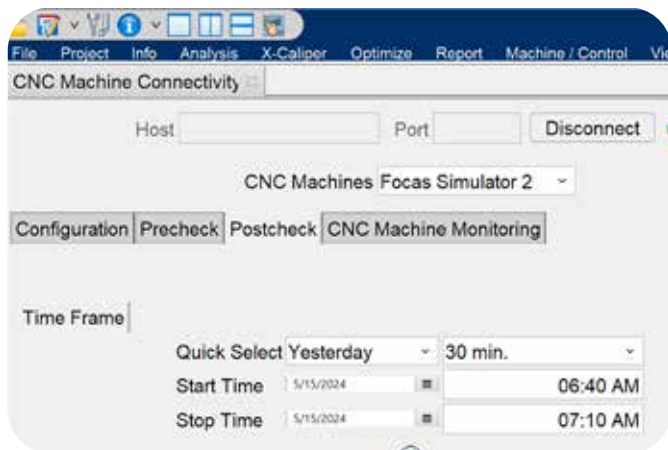 File Project Info Analysis X-Caliper Optimize Report Machine / Control
CNC Machine Connectivity
Host Port Disconnect
CNC Machines Focas Simulator 2
Configuration Precheck Postcheck CNC Machine Monitoring
Time Frame
Quick Select Yesterday 30 min.
Start Time 5/15/2024 06:40 AM
Stop Time 5/15/2024 07:10 AM